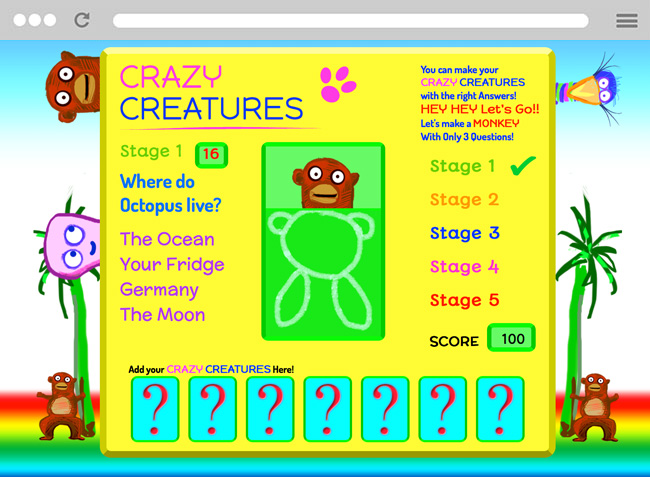 CRAZY
CREATURES
You can make your
CRAZY CREATURES
with the right Answers!
HEY HEY Let's Go!!
Let's make a MONKEY
With Only 3 Questions!
Stage 1 16
Where do
Octopus live?
The Ocean
Your Fridge
Germany
The Moon
Stage 1
Stage 2
Stage 3
Stage 4
Stage 5
SCORE 100
Add your CRAZY CREATURES Here!
? ? ? ? ? ? ?